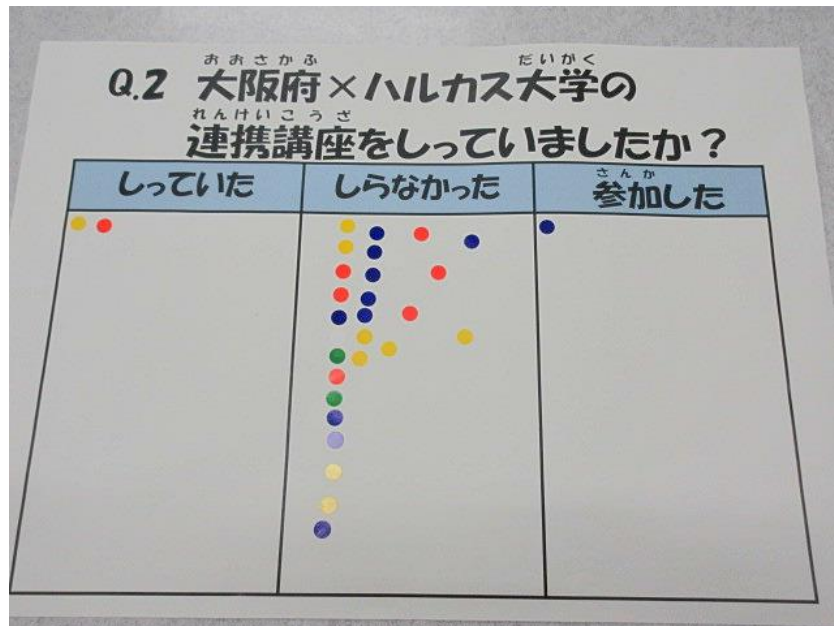 おおさかふ だいがく
Q.2 大阪府×ハルカス大学の
れんけいこうざ
連携講座をしっていましたか？
しっていた しらなかった 参加した
さんか